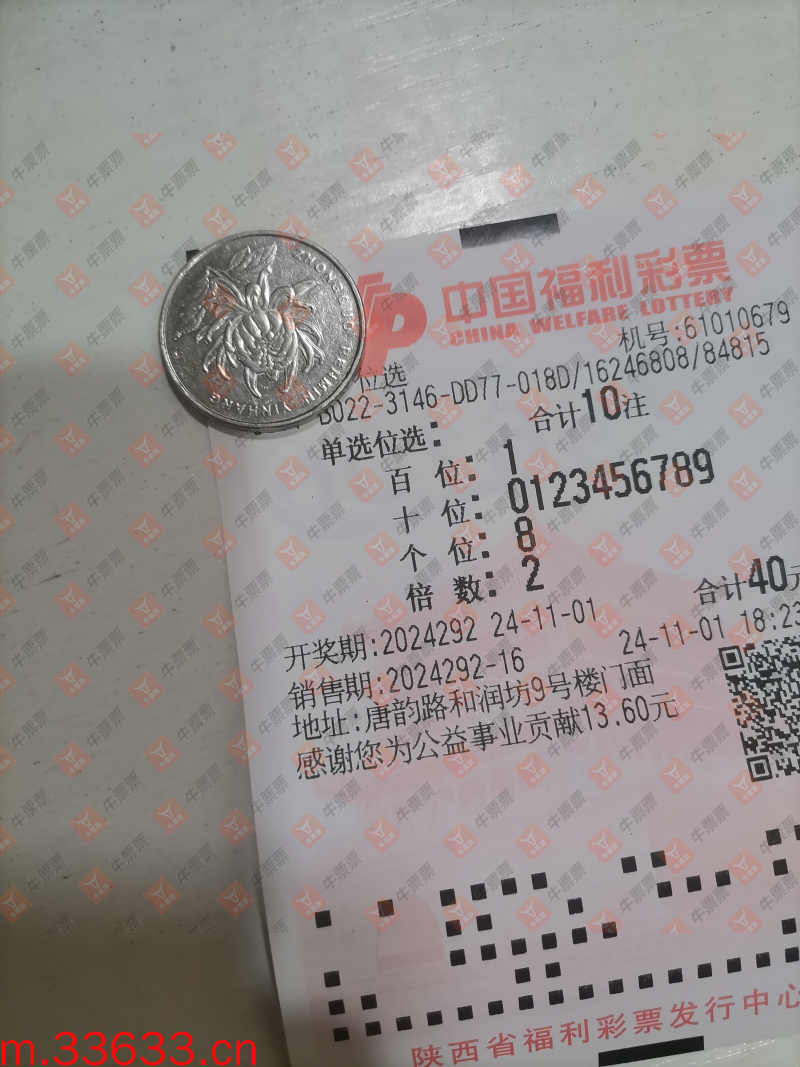 中国福利彩票
CHINA WELFARE LOTTERY
机号:61010679
位选
B022-3146-DD77-018D/16246808/84815
单选位选: 合计10注
百 位: 1
十 位: 0123456789
个 位: 8
倍 数: 2
合计40元
开奖期:2024292 24-11-01
销售期:2024292-16 24-11-01 18:23
地址:唐韵路和润坊9号楼门面
感谢您为公益事业贡献13.60元
陕西省福利彩票发行中心
m.33633.cn
牛票票